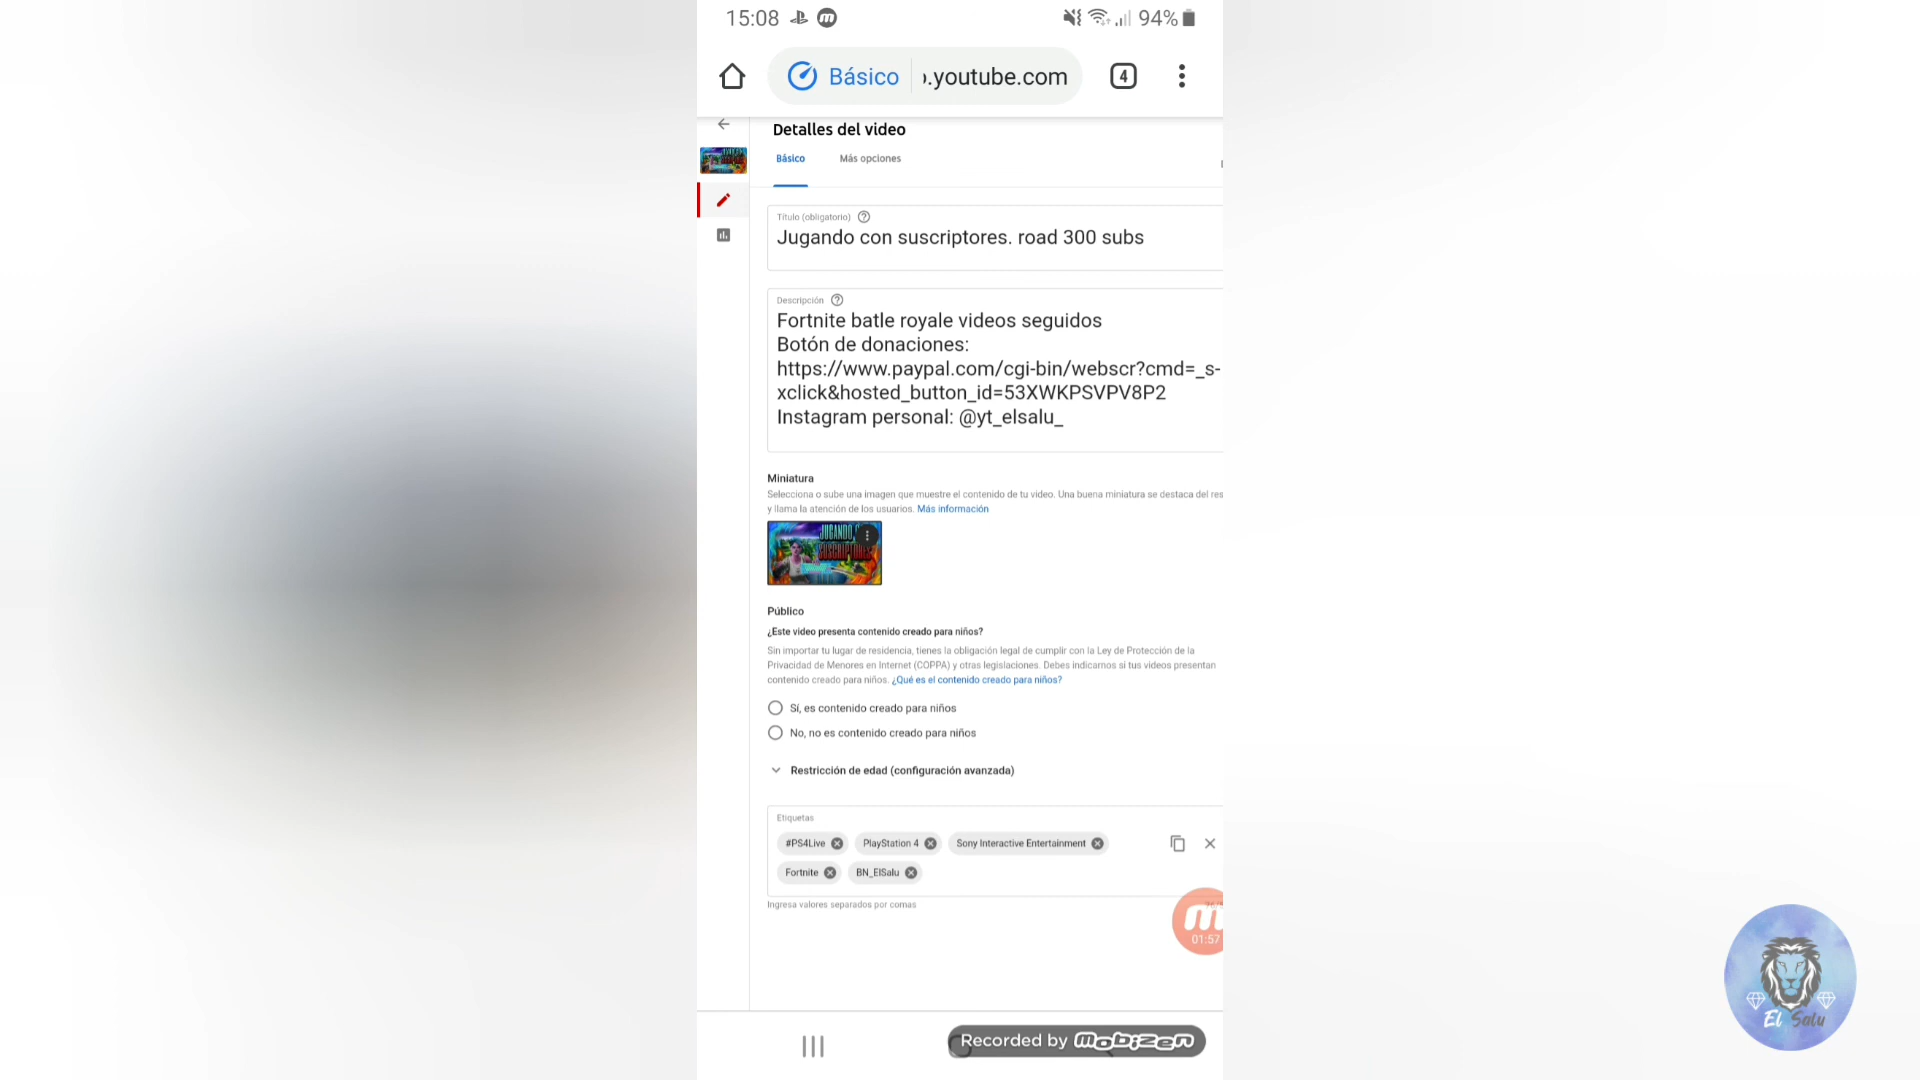 15:08
94%
Básico
.youtube.com
4
Detalles del video
Básico
Más opciones
Título (obligatorio)
Jugando con suscriptores. road 300 subs
Descripción
Fortnite batle royale videos seguidos
Botón de donaciones:
https://www.paypal.com/cgi-bin/webscr?cmd=_s-
xclick&hosted_button_id=53XWKPSVPV8P2
Instagram personal: @yt_elsalu_
Miniatura
Selecciona o sube una imagen que muestre el contenido de tu video. Una buena miniatura se destaca del res
y llama la atención de los usuarios. Más información
JUGANDO
SUSCRIPTORES
Público
¿Este video presenta contenido creado para niños?
Sin importar tu lugar de residencia, tienes la obligación legal de cumplir con la Ley de Protección de la
Privacidad de Menores en Internet (COPPA) y otras legislaciones. Debes indicarnos si tus videos presentan
contenido creado para niños. ¿Qué es el contenido creado para niños?
Sí, es contenido creado para niños
No, no es contenido creado para niños
Restricción de edad (configuración avanzada)
Etiquetas
#PS4Live
PlayStation 4
Sony Interactive Entertainment
Fortnite
BN_ElSalu
Ingresa valores separados por comas
01:57
Recorded by mobizen
El Salu